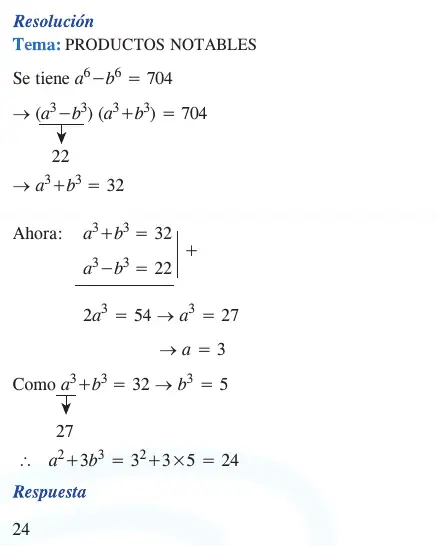 Resolución
Tema: PRODUCTOS NOTABLES
Se tiene a⁶−b⁶ = 704
→ (a³−b³) (a³+b³) = 704
22
→ a³+b³ = 32
Ahora: a³+b³ = 32
+
a³−b³ = 22
2a³ = 54 → a³ = 27
→ a = 3
Como a³+b³ = 32 → b³ = 5
27
∴ a²+3b³ = 3²+3×5 = 24
Respuesta
24